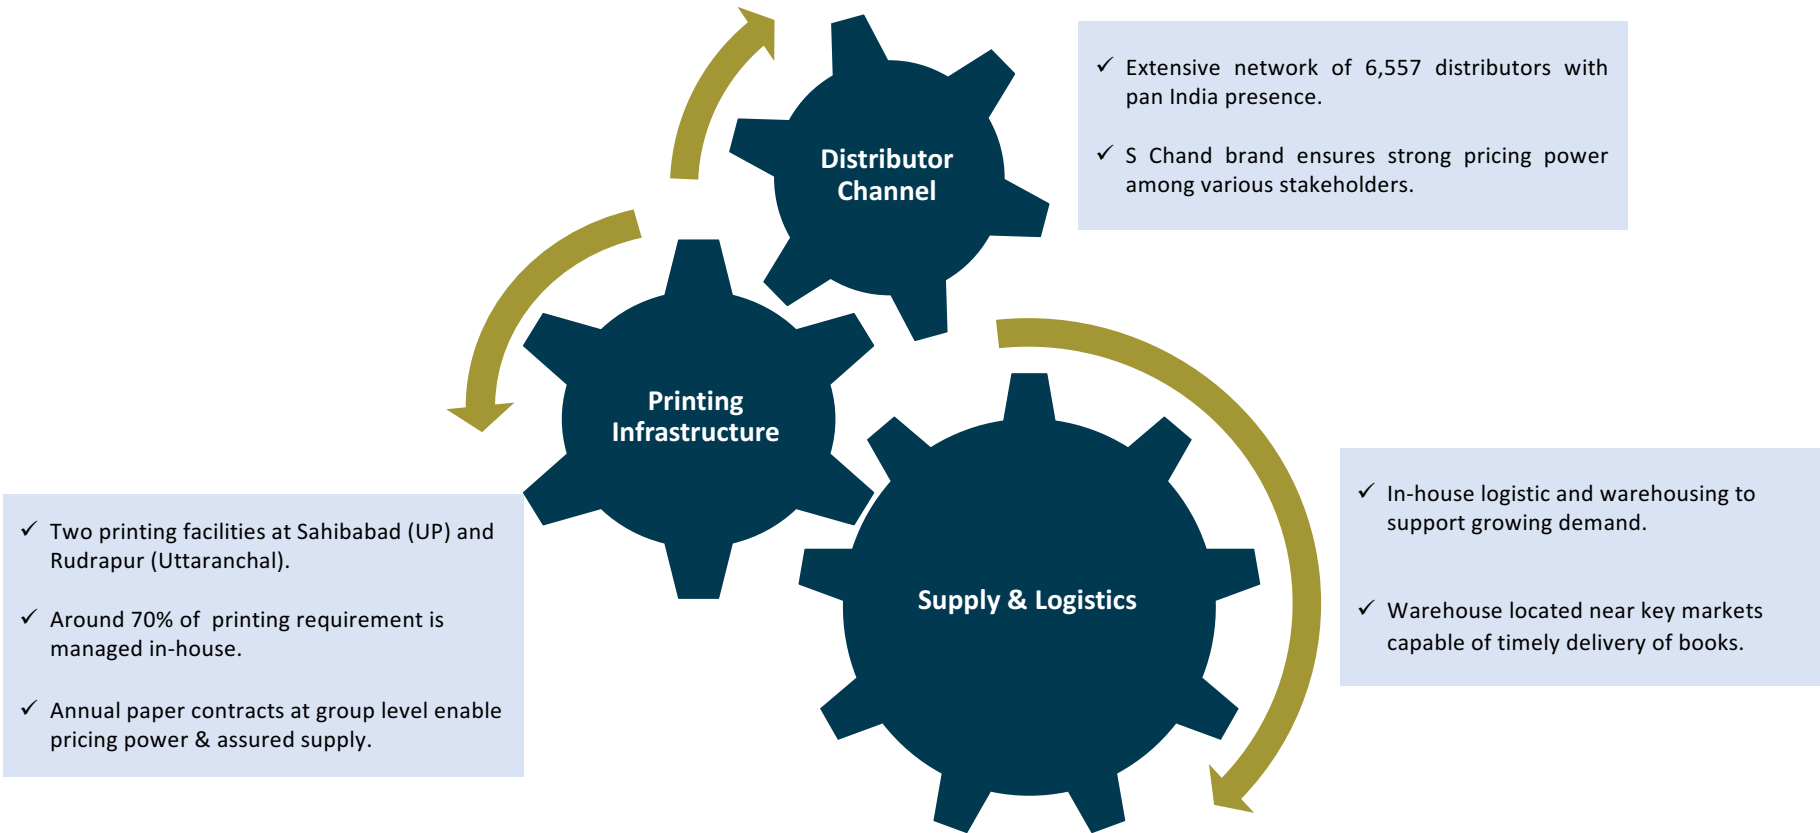 ✓ Extensive network of 6,557 distributors with
pan India presence.
✓ S Chand brand ensures strong pricing power
among various stakeholders.
Distributor
Channel
Printing
Infrastructure
✓ Two printing facilities at Sahibabad (UP) and
Rudrapur (Uttaranchal).
✓ Around 70% of printing requirement is
managed in-house.
✓ Annual paper contracts at group level enable
pricing power & assured supply.
Supply & Logistics
✓ In-house logistic and warehousing to
support growing demand.
✓ Warehouse located near key markets
capable of timely delivery of books.